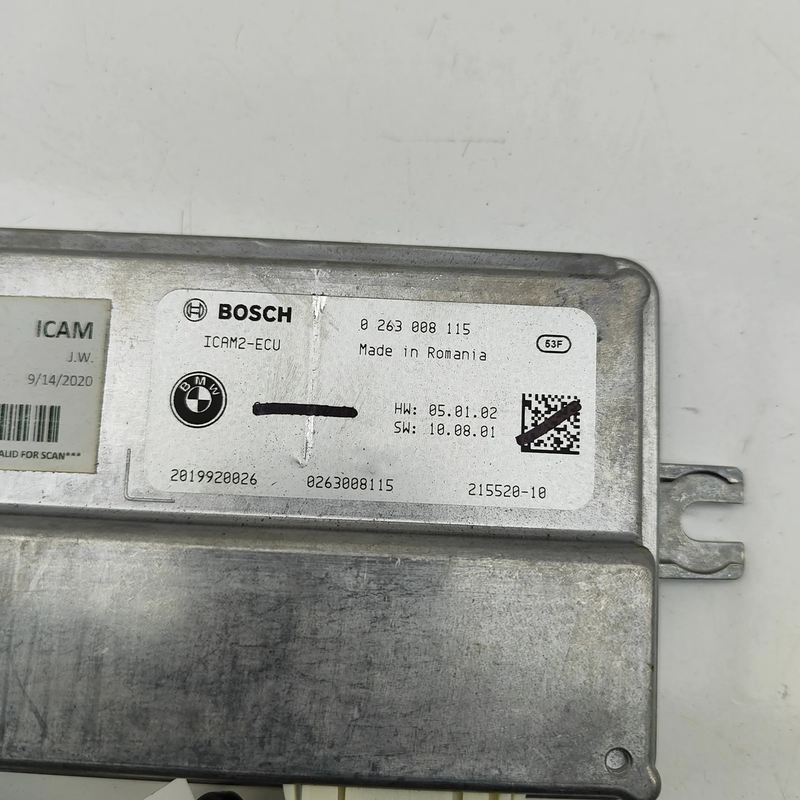 ICAM
J.W.
9/14/2020
ALID FOR SCAN***
BOSCH
0 263 008 115
ICAM2-ECU
Made in Romania
53F
BMW
HW: 05.01.02
SW: 10.08.01
2019920026
0263008115
215520-10